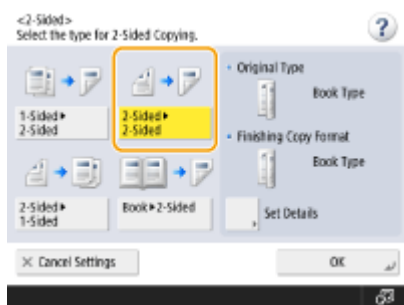 <2-Sided>
Select the type for 2-Sided Copying.
?
1-Sided▶
2-Sided
2-Sided▶
2-Sided
2-Sided▶
1-Sided
Book▶2-Sided
• Original Type
Book Type
• Finishing Copy Format
Book Type
Set Details
× Cancel Settings
OK